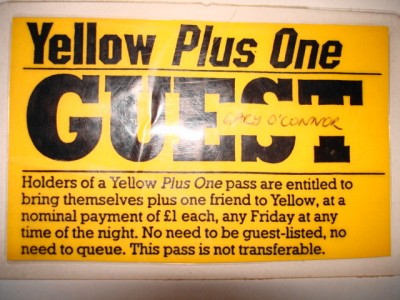 Yellow Plus One
GUEST
GARY O'CONNOR
Holders of a Yellow Plus One pass are entitled to
bring themselves plus one friend to Yellow, at a
nominal payment of £1 each, any Friday at any
time of the night. No need to be guest-listed, no
need to queue. This pass is not transferable.